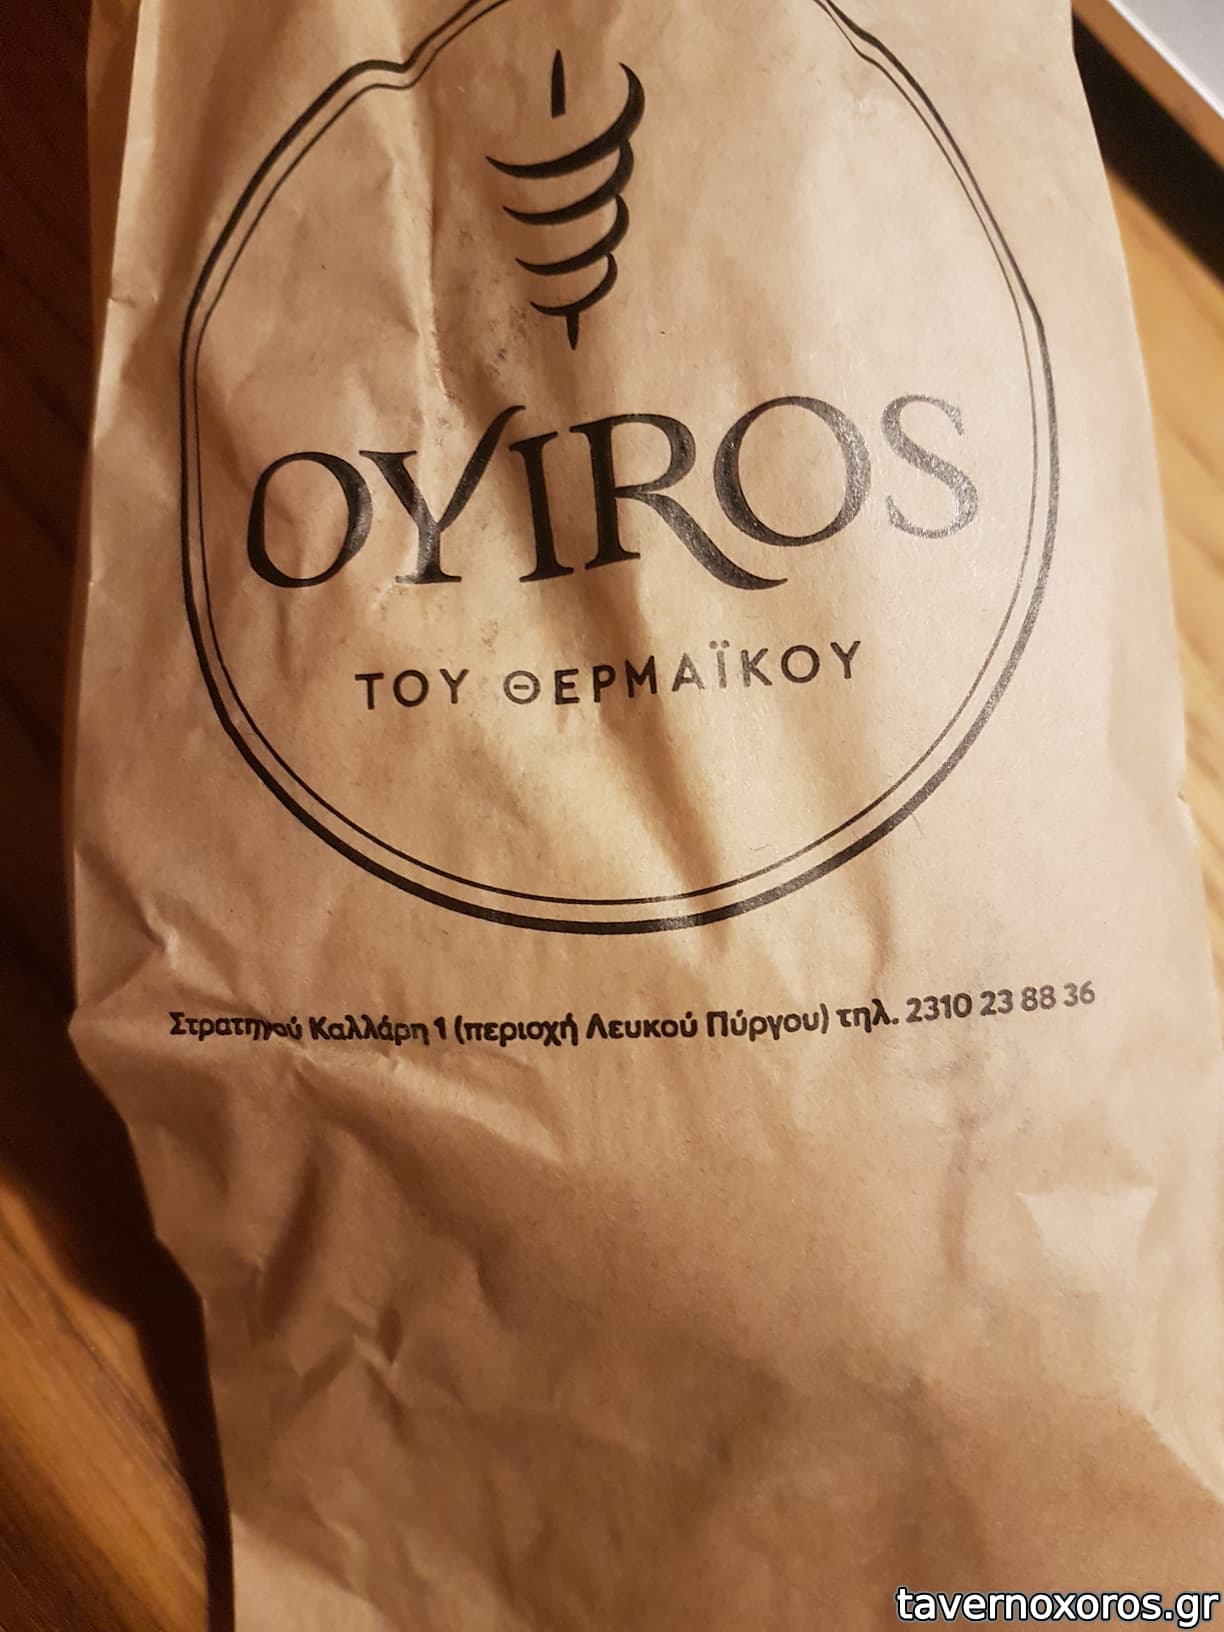 OYIROS
ΤΟΥ ΘΕΡΜΑΪΚΟΥ
Στρατηγού Καλλάρη 1 (περιοχή Λευκού Πύργου) τηλ. 2310 23 88 36
tavernoxoros.gr